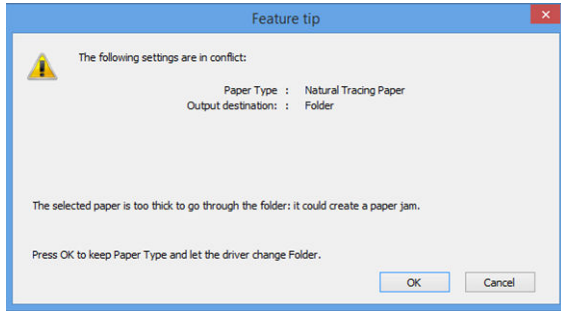 Feature tip
The following settings are in conflict:
Paper Type : Natural Tracing Paper
Output destination: : Folder
The selected paper is too thick to go through the folder: it could create a paper jam.
Press OK to keep Paper Type and let the driver change Folder.
OK Cancel